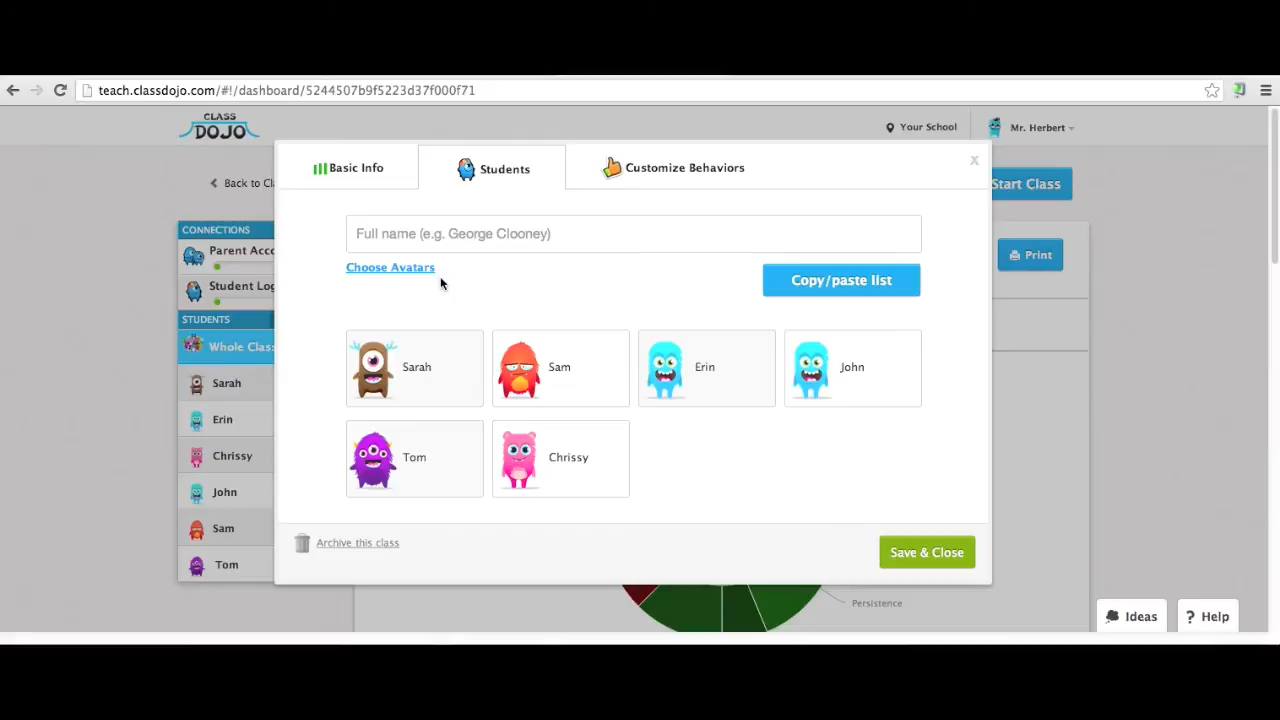 teach.classdojo.com/#!/dashboard/5244507b9f5223d37f000f71
CLASS
DOJO
Your School
Mr. Herbert
Basic Info
Students
Customize Behaviors
x
Back to Cl
Start Class
CONNECTIONS
Parent Acco
Student Log
STUDENTS
Whole Clas
Sarah
Erin
Chrissy
John
Sam
Tom
Full name (e.g. George Clooney)
Choose Avatars
Copy/paste list
Print
Sarah
Sam
Erin
John
Tom
Chrissy
Archive this class
Save & Close
Persistence
Ideas
? Help